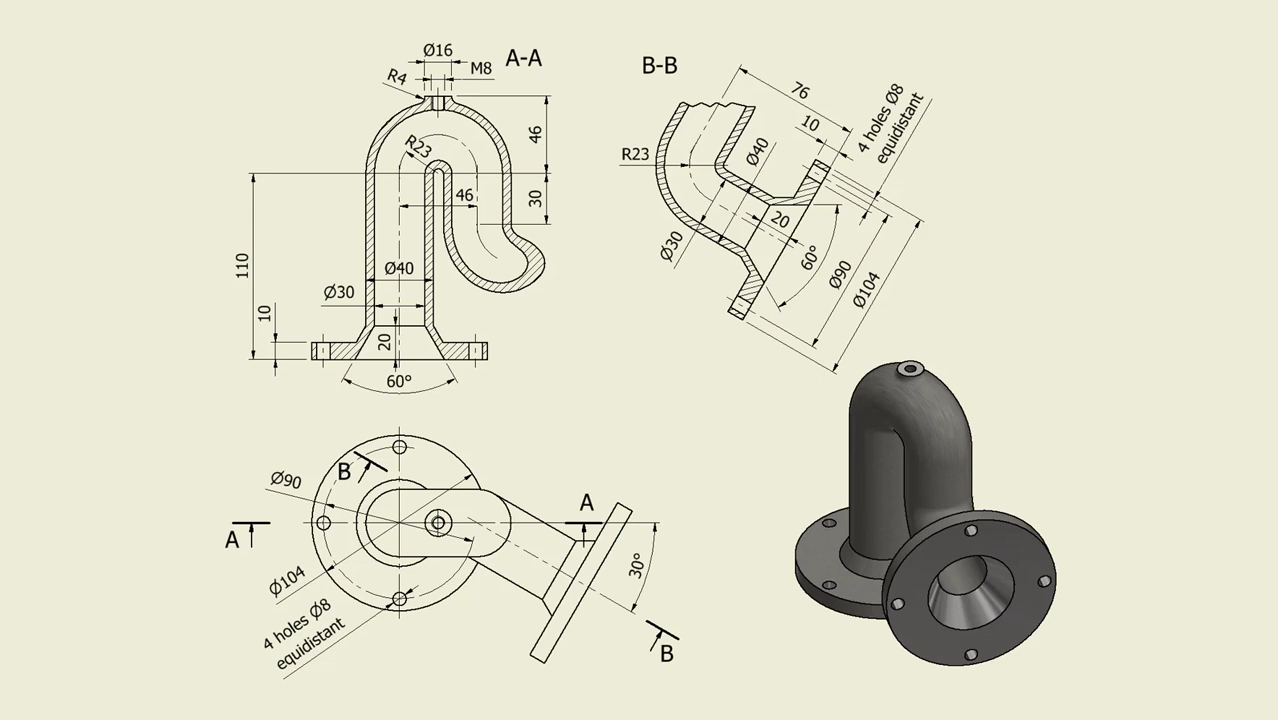 A-A
Ø16
M8
R4
R23
46
46
30
110
Ø40
Ø30
10
20
60°
B-B
76
10
4 holes Ø8
equidistant
R23
Ø40
20
Ø30
60°
Ø90
Ø104
B
Ø90
A
A
30°
Ø104
4 holes Ø8
equidistant
B